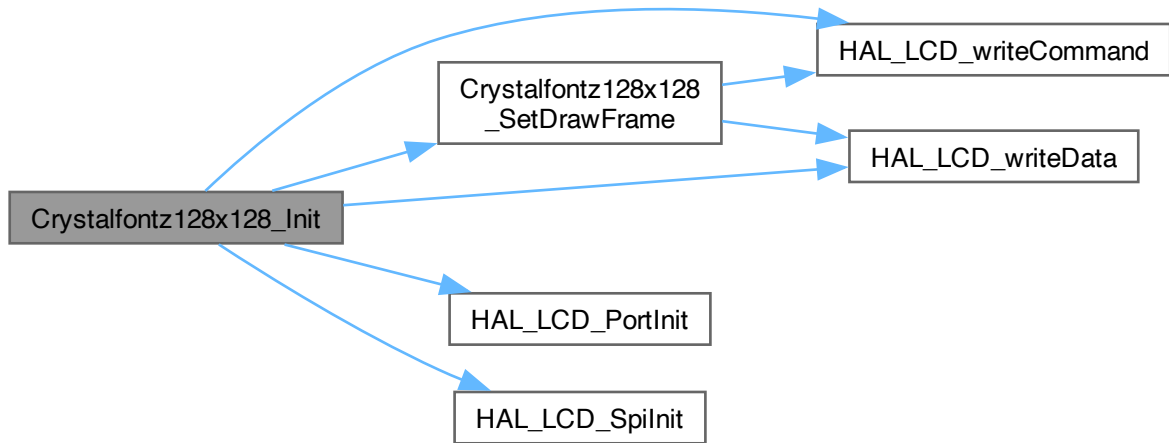 HAL_LCD_writeCommand
Crystalfontz128x128
_SetDrawFrame
HAL_LCD_writeData
Crystalfontz128x128_Init
HAL_LCD_PortInit
HAL_LCD_SpiInit